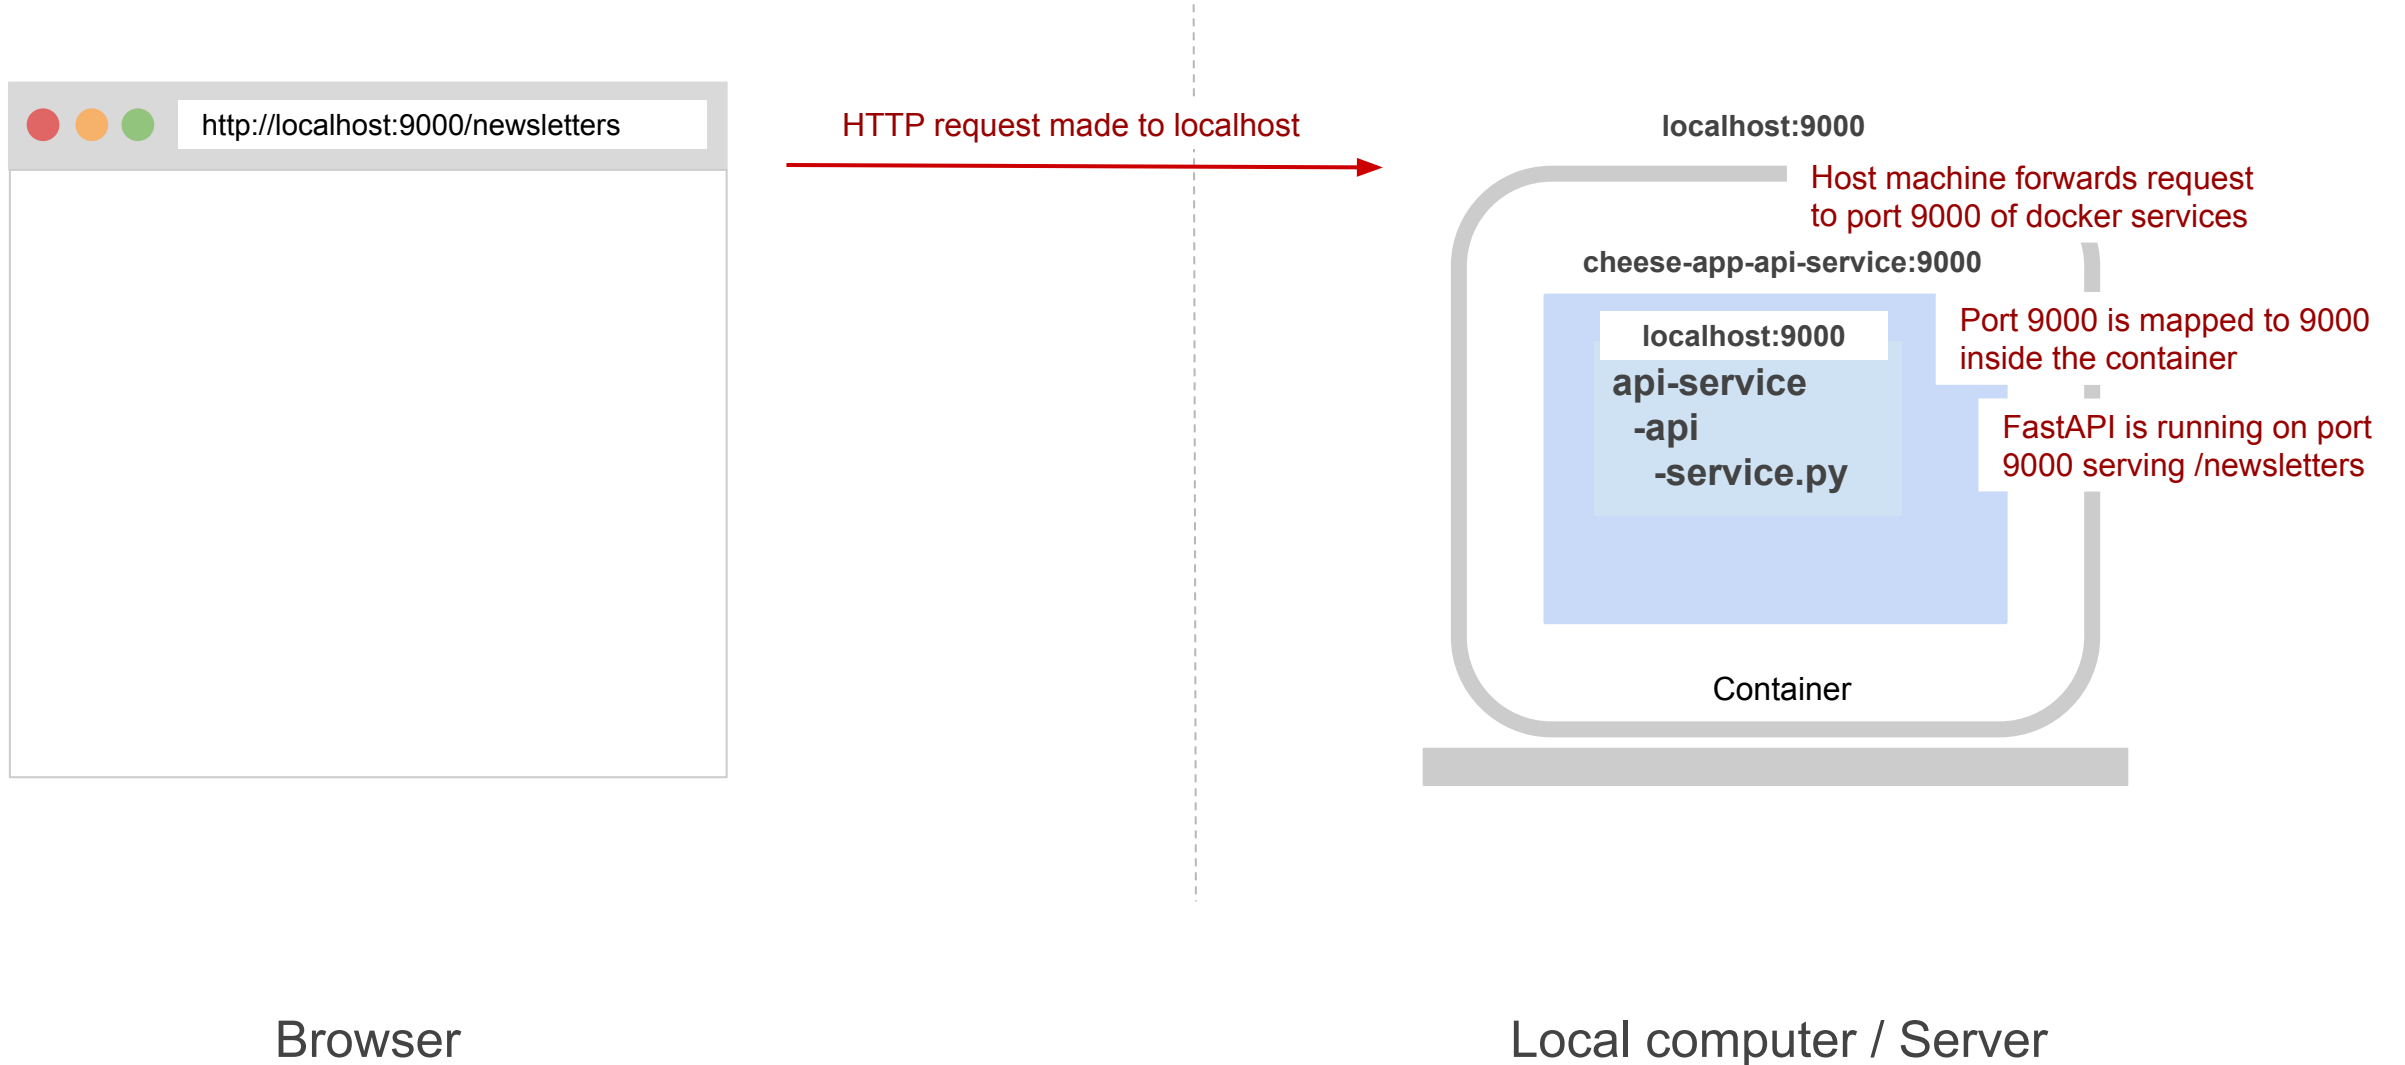 http://localhost:9000/newsletters
HTTP request made to localhost
localhost:9000
Host machine forwards request
to port 9000 of docker services
cheese-app-api-service:9000
Port 9000 is mapped to 9000
inside the container
localhost:9000
api-service
-api
-service.py
FastAPI is running on port
9000 serving /newsletters
Container
Browser
Local computer / Server